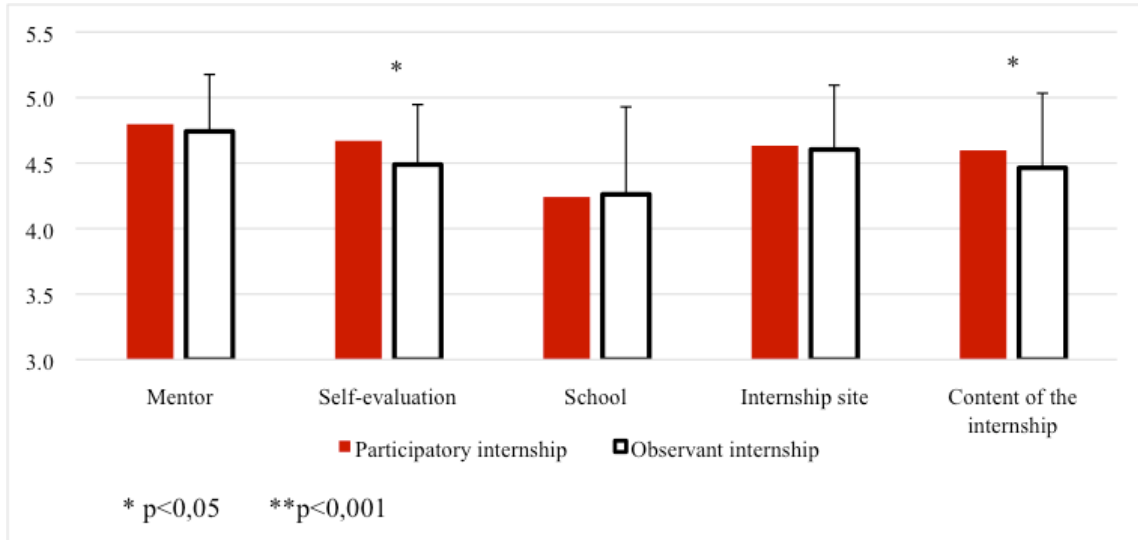 5.5
5.0
4.5
4.0
3.5
3.0
*
*
Mentor Self-evaluation School Internship site Content of the
internship
Participatory internship Observant internship
* p<0,05 **p<0,001